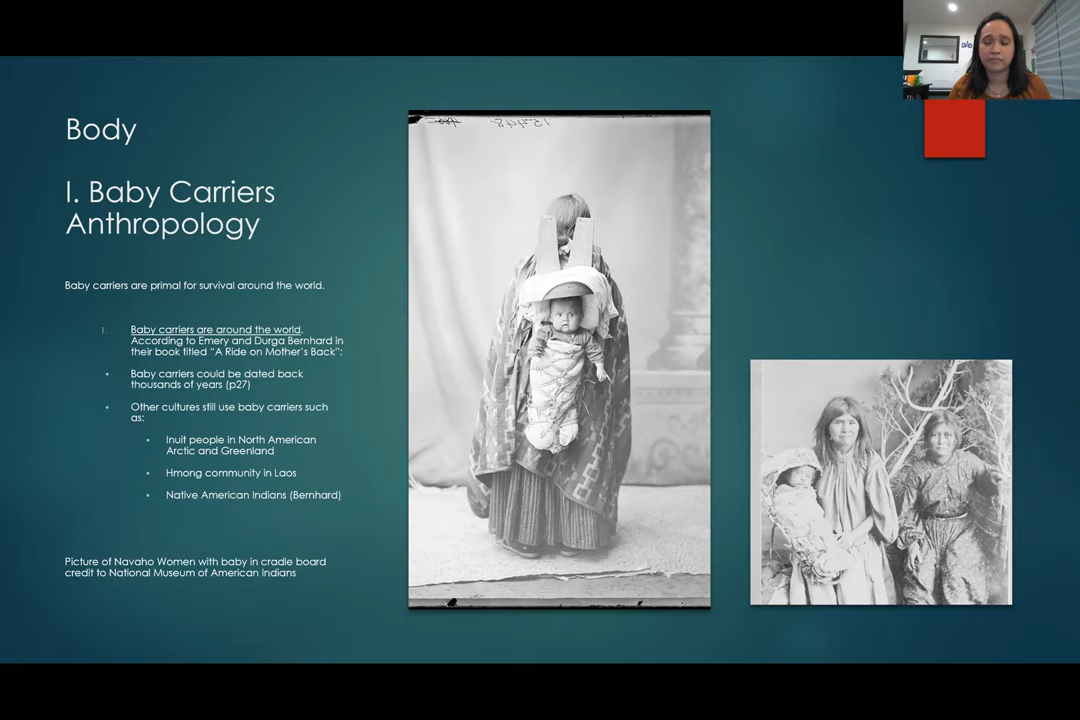 Body
I. Baby Carriers
Anthropology
Baby carriers are primal for survival around the world.
1. Baby carriers are around the world.
According to Emery and Durga Bernhard in
their book titled “A Ride on Mother’s Back”:
Baby carriers could be dated back
thousands of years (p27)
Other cultures still use baby carriers such
as:
Inuit people in North American
Arctic and Greenland
Hmong community in Laos
Native American Indians (Bernhard)
Picture of Navaho Women with baby in cradle board
credit to National Museum of American Indians